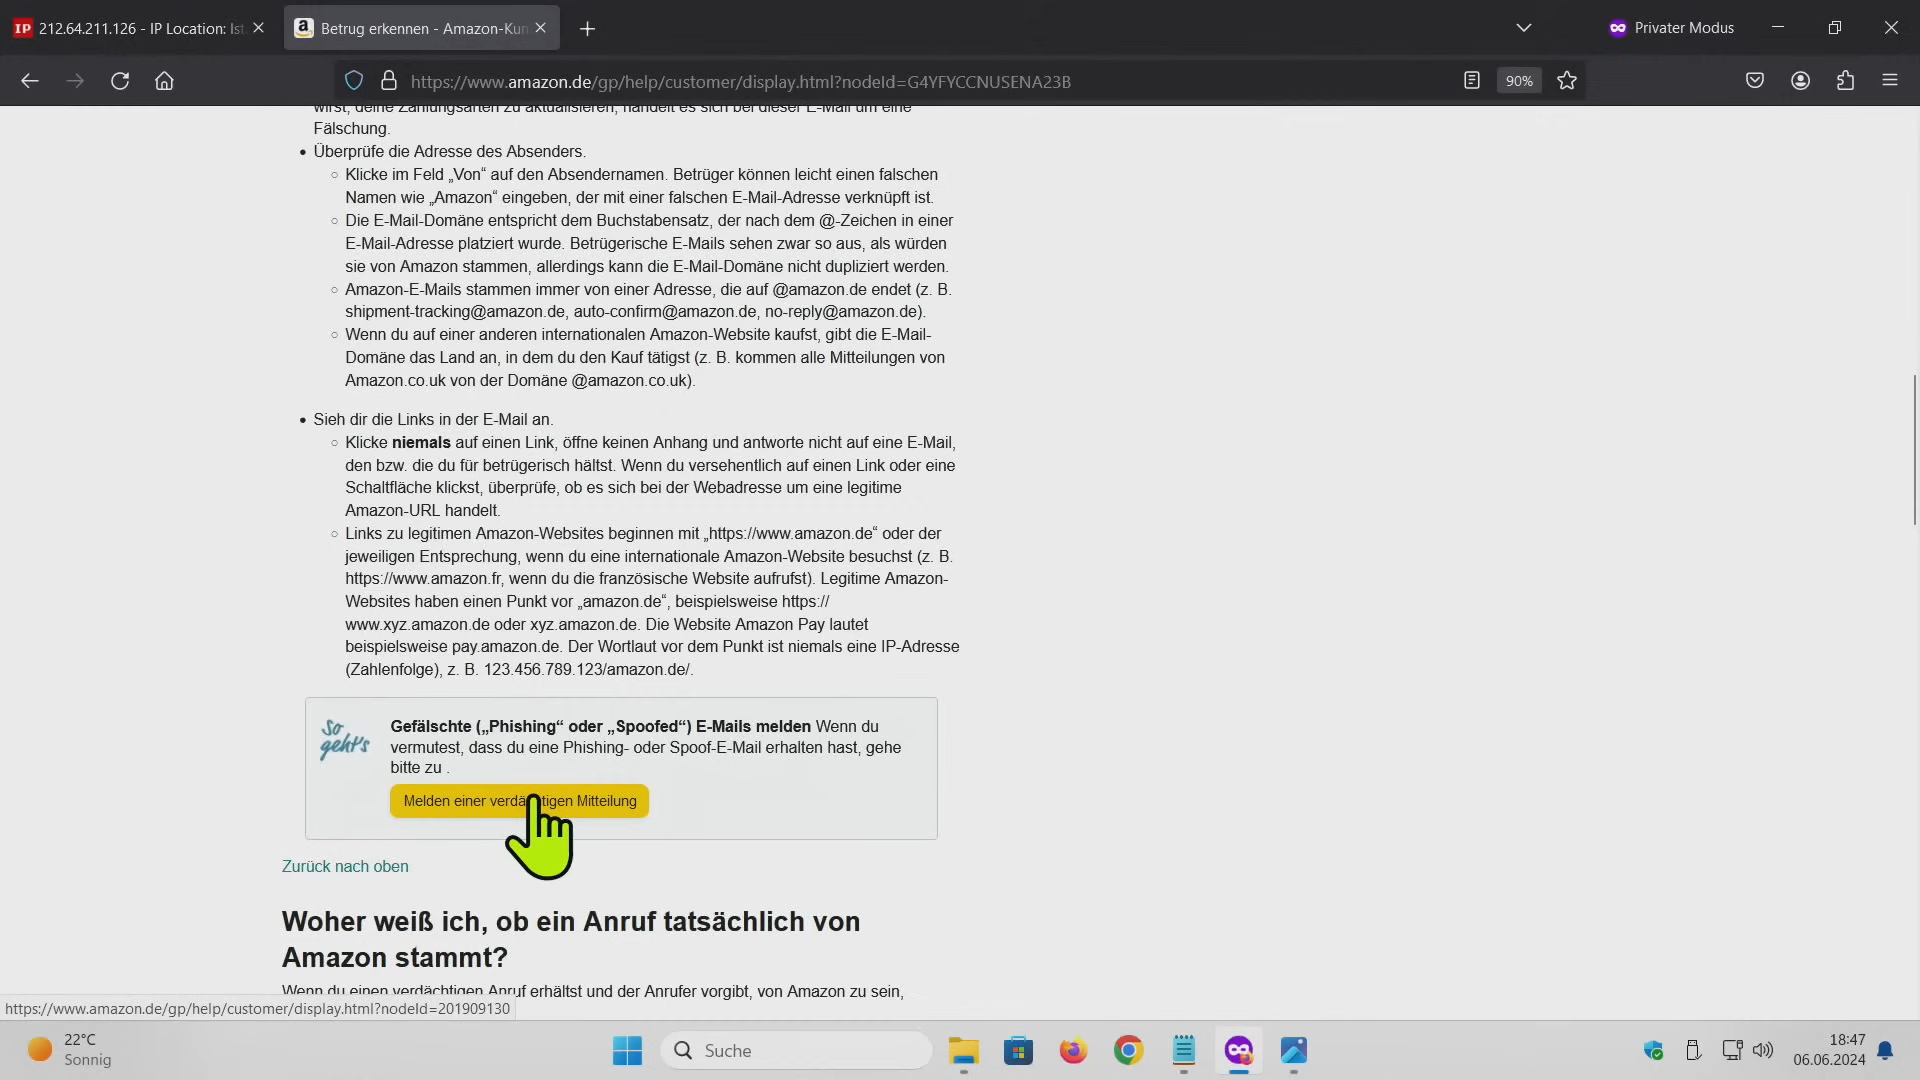 212.64.211.126 - IP Location: Ist
Betrug erkennen - Amazon-Kun
Privater Modus
https://www.amazon.de/gp/help/customer/display.html?nodeId=G4YFYCCNUSENA23B
90%
wirst, deine Zahlungsarten zu aktualisieren, handelt es sich bei dieser E-Mail um eine
Fälschung.
• Überprüfe die Adresse des Absenders.
◦ Klicke im Feld „Von“ auf den Absendernamen. Betrüger können leicht einen falschen
Namen wie „Amazon“ eingeben, der mit einer falschen E-Mail-Adresse verknüpft ist.
◦ Die E-Mail-Domäne entspricht dem Buchstabensatz, der nach dem @-Zeichen in einer
E-Mail-Adresse platziert wurde. Betrügerische E-Mails sehen zwar so aus, als würden
sie von Amazon stammen, allerdings kann die E-Mail-Domäne nicht dupliziert werden.
◦ Amazon-E-Mails stammen immer von einer Adresse, die auf @amazon.de endet (z. B.
shipment-tracking@amazon.de, auto-confirm@amazon.de, no-reply@amazon.de).
◦ Wenn du auf einer anderen internationalen Amazon-Website kaufst, gibt die E-Mail-
Domäne das Land an, in dem du den Kauf tätigst (z. B. kommen alle Mitteilungen von
Amazon.co.uk von der Domäne @amazon.co.uk).
• Sieh dir die Links in der E-Mail an.
◦ Klicke niemals auf einen Link, öffne keinen Anhang und antworte nicht auf eine E-Mail,
den bzw. die du für betrügerisch hältst. Wenn du versehentlich auf einen Link oder eine
Schaltfläche klickst, überprüfe, ob es sich bei der Webadresse um eine legitime
Amazon-URL handelt.
◦ Links zu legitimen Amazon-Websites beginnen mit „https://www.amazon.de“ oder der
jeweiligen Entsprechung, wenn du eine internationale Amazon-Website besuchst (z. B.
https://www.amazon.fr, wenn du die französische Website aufrufst). Legitime Amazon-
Websites haben einen Punkt vor „amazon.de“, beispielsweise https://
www.xyz.amazon.de oder xyz.amazon.de. Die Website Amazon Pay lautet
beispielsweise pay.amazon.de. Der Wortlaut vor dem Punkt ist niemals eine IP-Adresse
(Zahlenfolge), z. B. 123.456.789.123/amazon.de/.
So geht's
Gefälschte („Phishing“ oder „Spoofed“) E-Mails melden Wenn du
vermutest, dass du eine Phishing- oder Spoof-E-Mail erhalten hast, gehe
bitte zu .
Melden einer verdächtigen Mitteilung
Zurück nach oben
Woher weiß ich, ob ein Anruf tatsächlich von
Amazon stammt?
Wenn du einen verdächtigen Anruf erhältst und der Anrufer vorgibt, von Amazon zu sein,
https://www.amazon.de/gp/help/customer/display.html?nodeId=201909130
22°C
Sonnig
Suche
18:47
06.06.2024